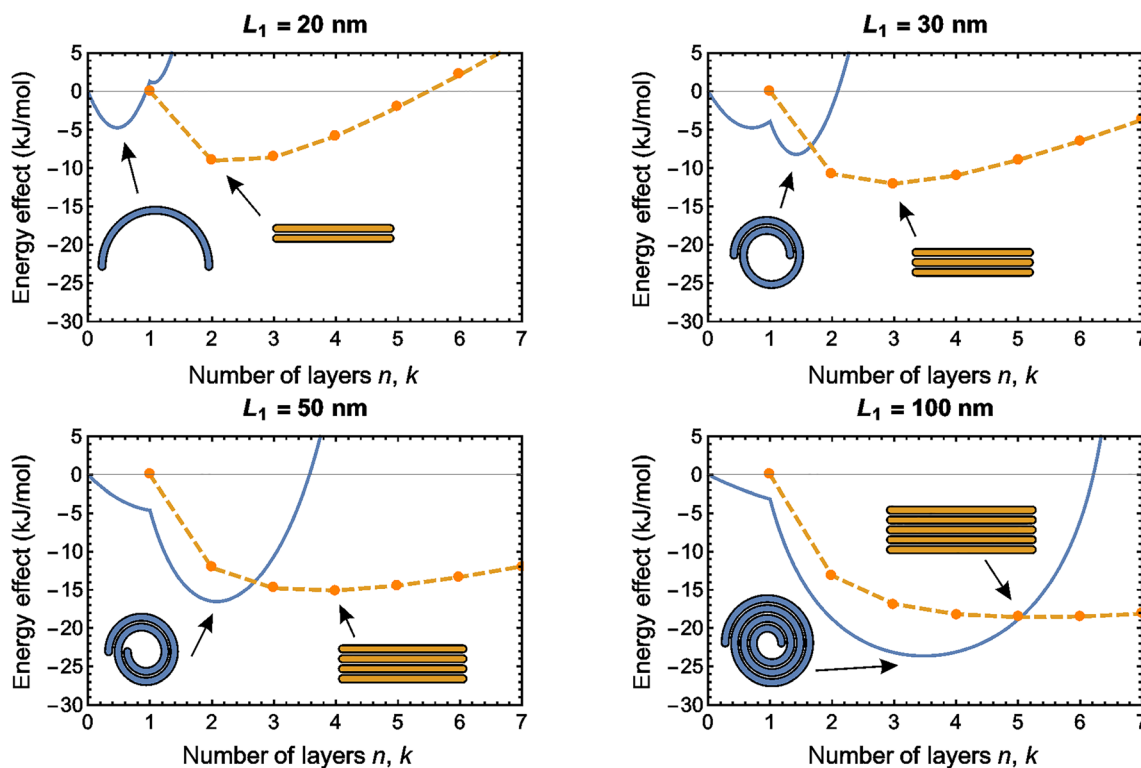 L₁ = 20 nm
Energy effect (kJ/mol)
5
0
−5
−10
−15
−20
−25
−30
0 1 2 3 4 5 6 7
Number of layers n, k
L₁ = 30 nm
Energy effect (kJ/mol)
5
0
−5
−10
−15
−20
−25
−30
0 1 2 3 4 5 6 7
Number of layers n, k
L₁ = 50 nm
Energy effect (kJ/mol)
5
0
−5
−10
−15
−20
−25
−30
0 1 2 3 4 5 6 7
Number of layers n, k
L₁ = 100 nm
Energy effect (kJ/mol)
5
0
−5
−10
−15
−20
−25
−30
0 1 2 3 4 5 6 7
Number of layers n, k